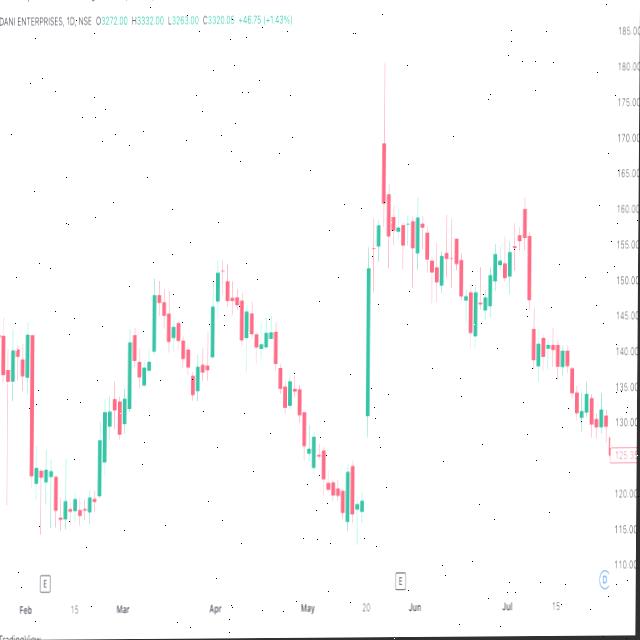 DANI ENTERPRISES, 1D, NSE O3272.00 H3332.00 L3263.00 C3320.05 +46.75 (+1.43%)
185.00
180.00
175.00
170.00
165.00
160.00
155.00
150.00
145.00
140.00
135.00
130.00
120.00
115.00
110.00
E
E
D
Feb 15 Mar Apr May 20 Jun Jul 15
TradingView